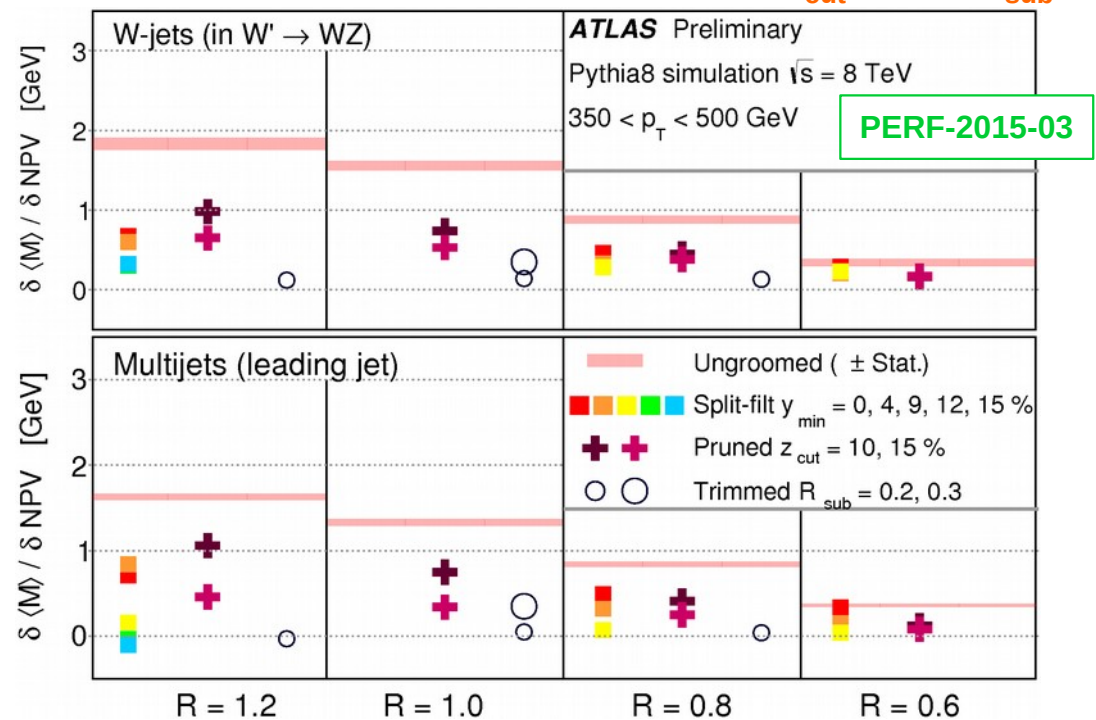 cut sub
W-jets (in W' → WZ)
ATLAS Preliminary
Pythia8 simulation √s = 8 TeV
350 < p_T < 500 GeV
PERF-2015-03
δ ⟨M⟩ / δ NPV [GeV]
3
2
1
0
Multijets (leading jet)
Ungroomed ( ± Stat.)
Split-filt y_min = 0, 4, 9, 12, 15 %
Pruned z_cut = 10, 15 %
Trimmed R_sub = 0.2, 0.3
δ ⟨M⟩ / δ NPV [GeV]
3
2
1
0
R = 1.2 R = 1.0 R = 0.8 R = 0.6